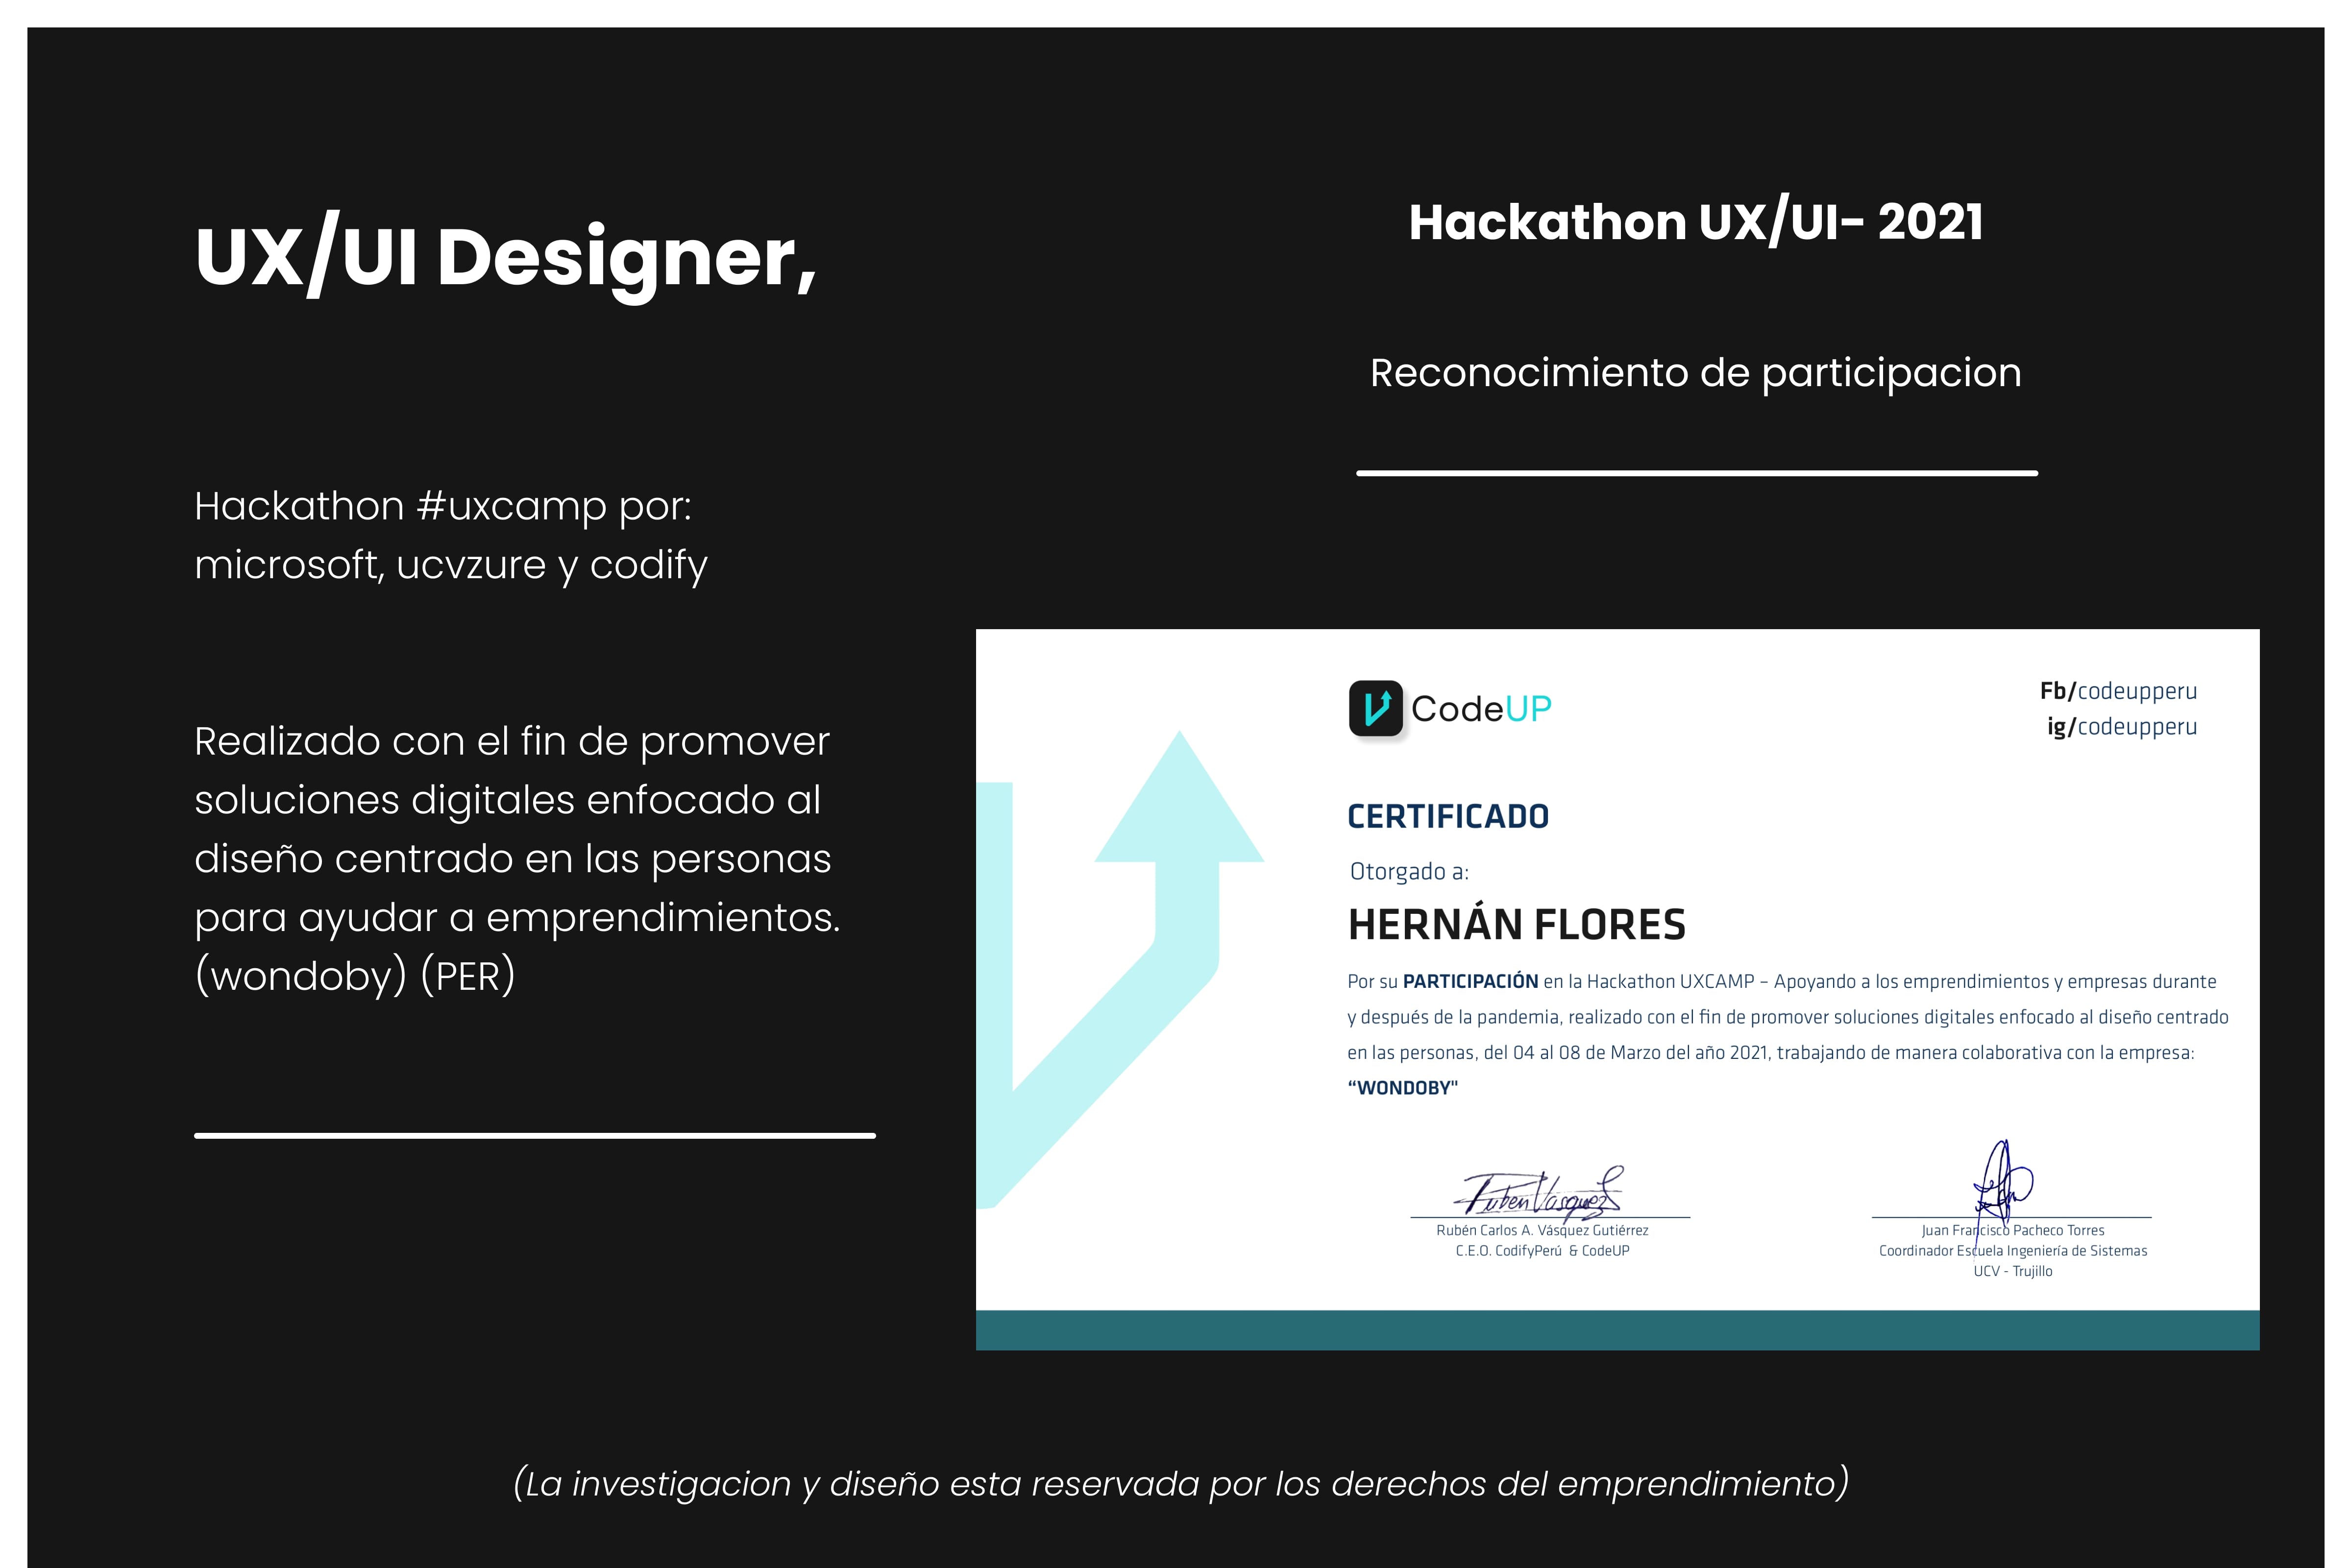 UX/UI Designer,
Hackathon #uxcamp por:
microsoft, ucvzure y codify
Realizado con el fin de promover
soluciones digitales enfocado al
diseño centrado en las personas
para ayudar a emprendimientos.
(wondoby) (PER)
Hackathon UX/UI- 2021
Reconocimiento de participacion
CodeUP
Fb/codeupperu
ig/codeupperu
CERTIFICADO
Otorgado a:
HERNÁN FLORES
Por su PARTICIPACIÓN en la Hackathon UXCAMP – Apoyando a los emprendimientos y empresas durante
y después de la pandemia, realizado con el fin de promover soluciones digitales enfocado al diseño centrado
en las personas, del 04 al 08 de Marzo del año 2021, trabajando de manera colaborativa con la empresa:
“WONDOBY"
Ruben Vasquez
Rubén Carlos A. Vásquez Gutiérrez
C.E.O. CodifyPerú & CodeUP
Juan Francisco Pacheco Torres
Coordinador Escuela Ingeniería de Sistemas
UCV - Trujillo
(La investigacion y diseño esta reservada por los derechos del emprendimiento)